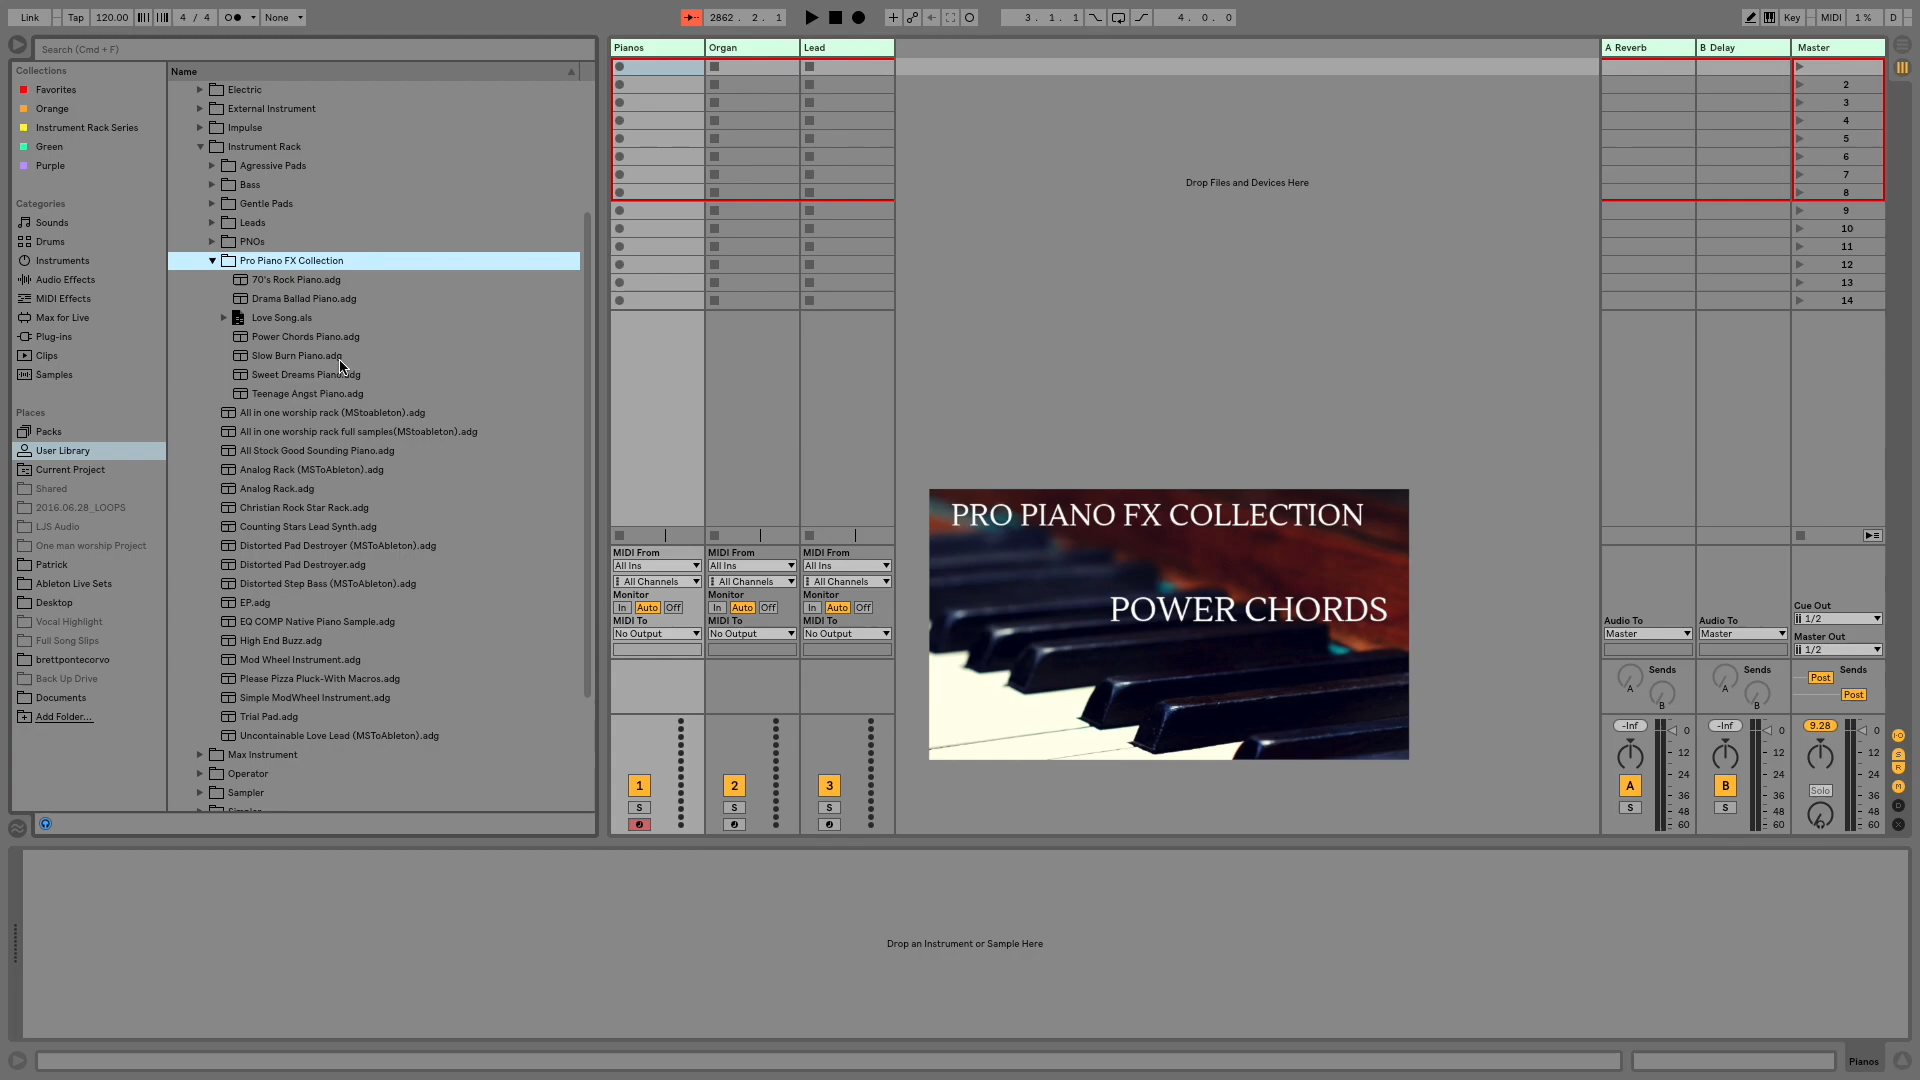 Link Tap 120.00 4 / 4 None 2862 . 2 . 1 3 . 1 . 1 4 . 0 . 0 Key MIDI 1 % D
Search (Cmd + F)
Collections
Favorites
Orange
Instrument Rack Series
Green
Purple
Categories
Sounds
Drums
Instruments
Audio Effects
MIDI Effects
Max for Live
Plug-ins
Clips
Samples
Places
Packs
User Library
Current Project
Shared
2016.06.28_LOOPS
LJS Audio
One man worship Project
Patrick
Ableton Live Sets
Desktop
Vocal Highlight
Full Song Slips
brettpontecorvo
Back Up Drive
Documents
Add Folder...
Name
Electric
External Instrument
Impulse
Instrument Rack
Agressive Pads
Bass
Gentle Pads
Leads
PNOs
Pro Piano FX Collection
70's Rock Piano.adg
Drama Ballad Piano.adg
Love Song.als
Power Chords Piano.adg
Slow Burn Piano.adg
Sweet Dreams Piano.adg
Teenage Angst Piano.adg
All in one worship rack (MStoableton).adg
All in one worship rack full samples(MStoableton).adg
All Stock Good Sounding Piano.adg
Analog Rack (MSToAbleton).adg
Analog Rack.adg
Christian Rock Star Rack.adg
Counting Stars Lead Synth.adg
Distorted Pad Destroyer (MSToAbleton).adg
Distorted Pad Destroyer.adg
Distorted Step Bass (MSToAbleton).adg
EP.adg
EQ COMP Native Piano Sample.adg
High End Buzz.adg
Mod Wheel Instrument.adg
Please Pizza Pluck-With Macros.adg
Simple ModWheel Instrument.adg
Trial Pad.adg
Uncontainable Love Lead (MSToAbleton).adg
Max Instrument
Operator
Sampler
Pianos Organ Lead A Reverb B Delay Master
2
3
4
5
6
7
8
9
10
11
12
13
14
Drop Files and Devices Here
PRO PIANO FX COLLECTION
POWER CHORDS
MIDI From MIDI From MIDI From
All Ins All Ins All Ins
All Channels All Channels All Channels
Monitor Monitor Monitor
In Auto Off In Auto Off In Auto Off
MIDI To MIDI To MIDI To
No Output No Output No Output
1 2 3
S S S
Audio To Audio To
Master Master
Cue Out
1/2
Master Out
1/2
Sends Sends Sends
A B A B Post Post
-Inf -Inf 9.28
0 12 24 36 48 60
0 12 24 36 48 60
0 12 24 36 48 60
A B Solo
S S
Drop an Instrument or Sample Here
Pianos